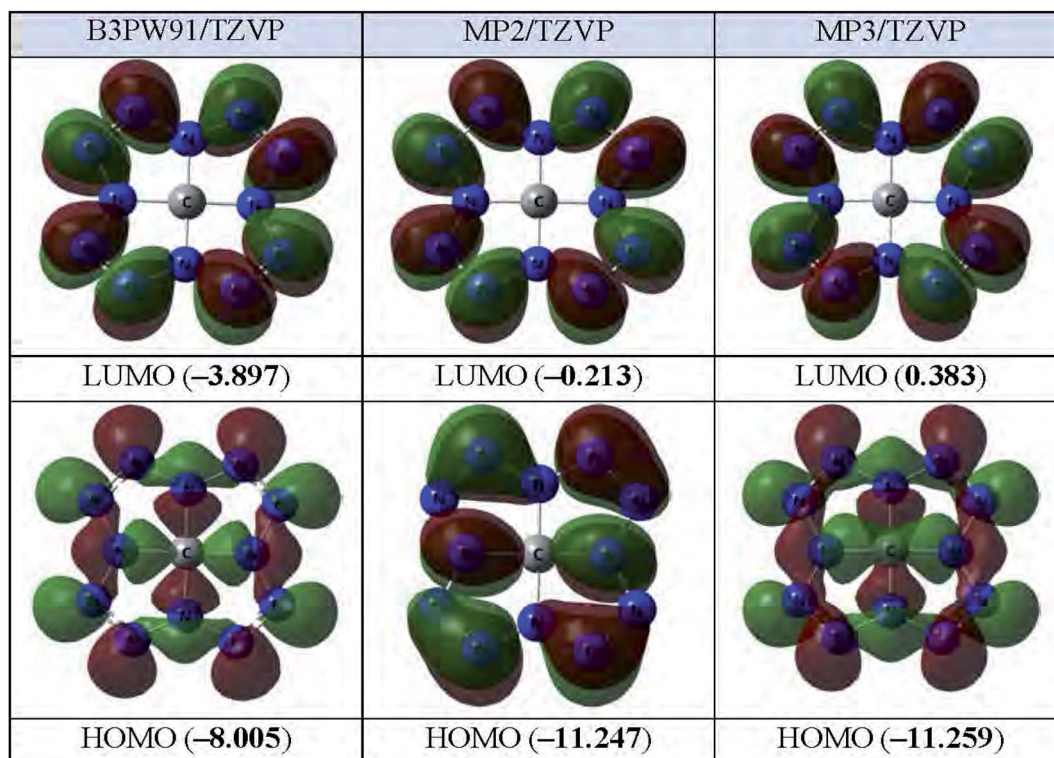 B3PW91/TZVP MP2/TZVP MP3/TZVP
N N N C N
N N N C N
N N N C N
LUMO (–3.897) LUMO (–0.213) LUMO (0.383)
C
C
C
HOMO (–8.005) HOMO (–11.247) HOMO (–11.259)